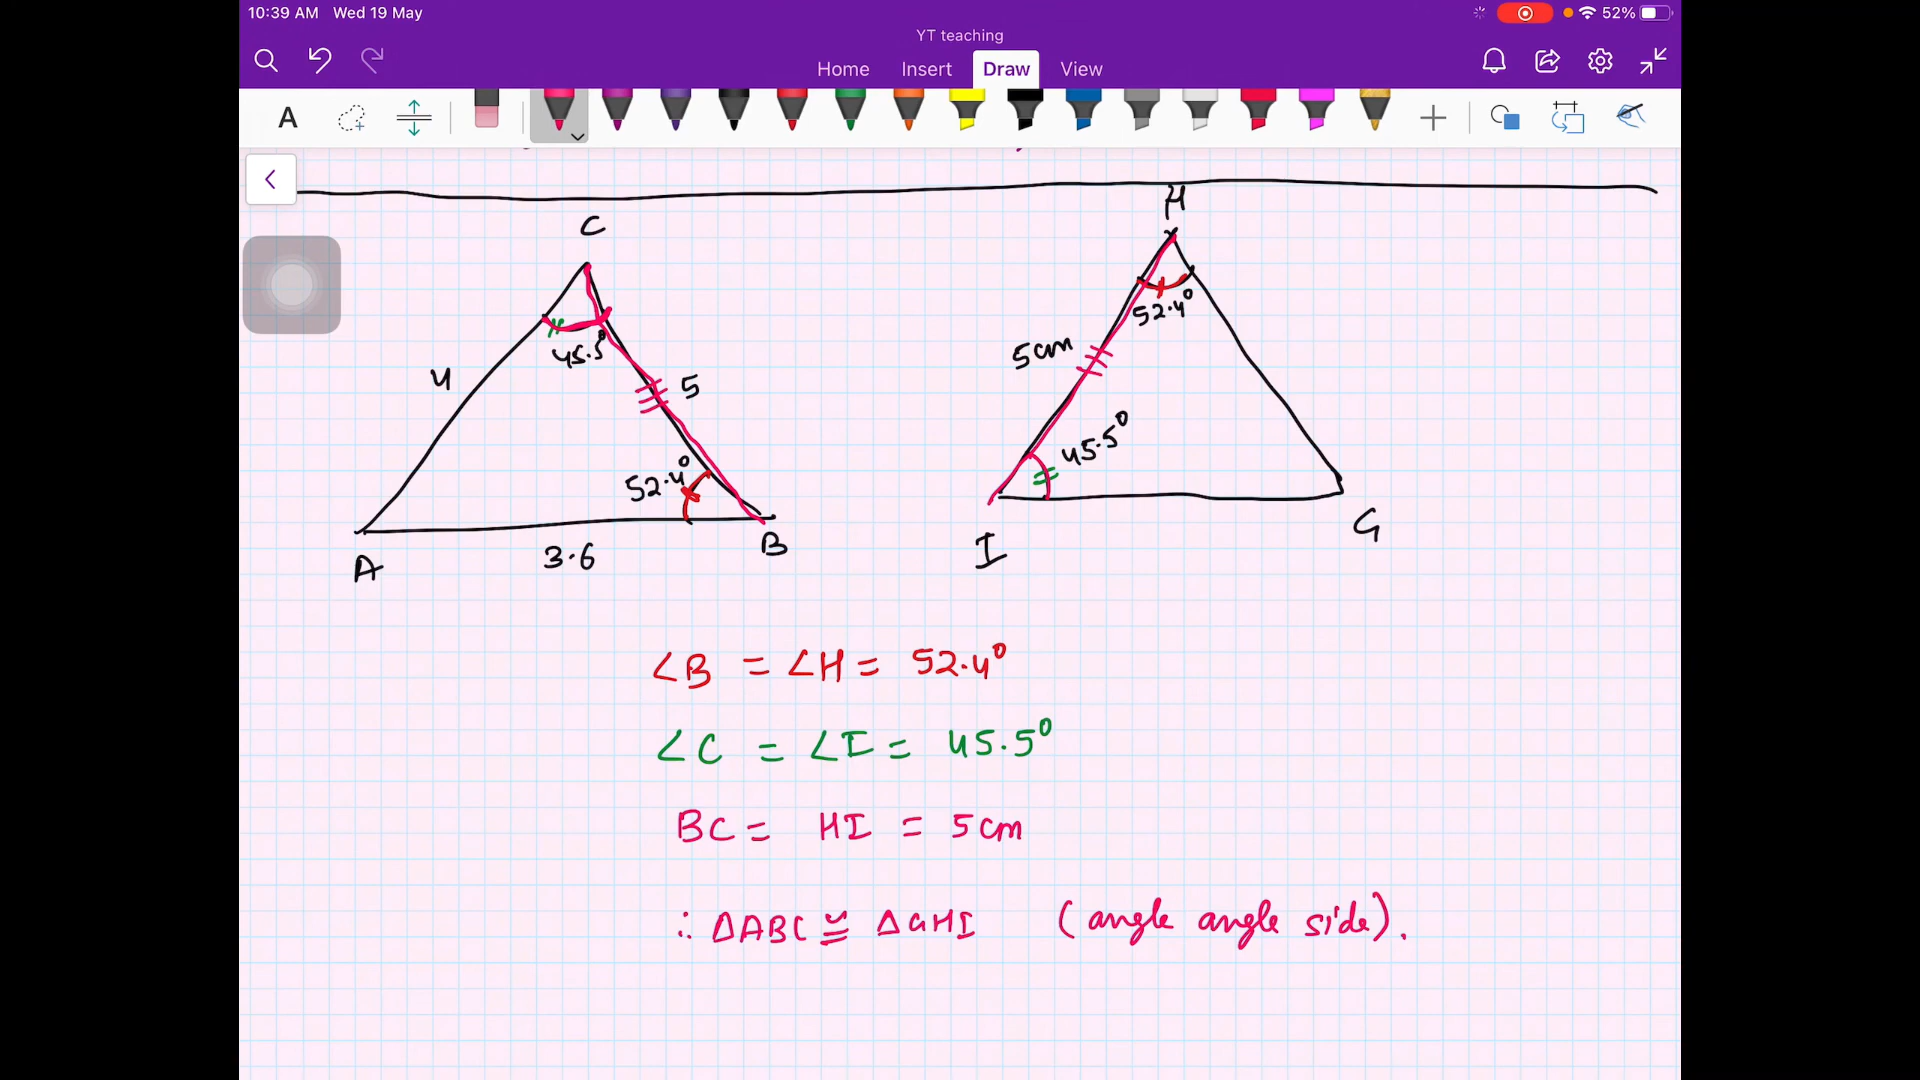 10:39 AM Wed 19 May
52%
YT teaching
Home Insert Draw View
A
C
H
45.5°
52.4°
4
5
5cm
52.4°
45.5°
A
3.6
B
I
G
∠B = ∠H = 52.4°
∠C = ∠I = 45.5°
BC = HI = 5cm
∴ ΔABC ≅ ΔGHI (angle angle side).